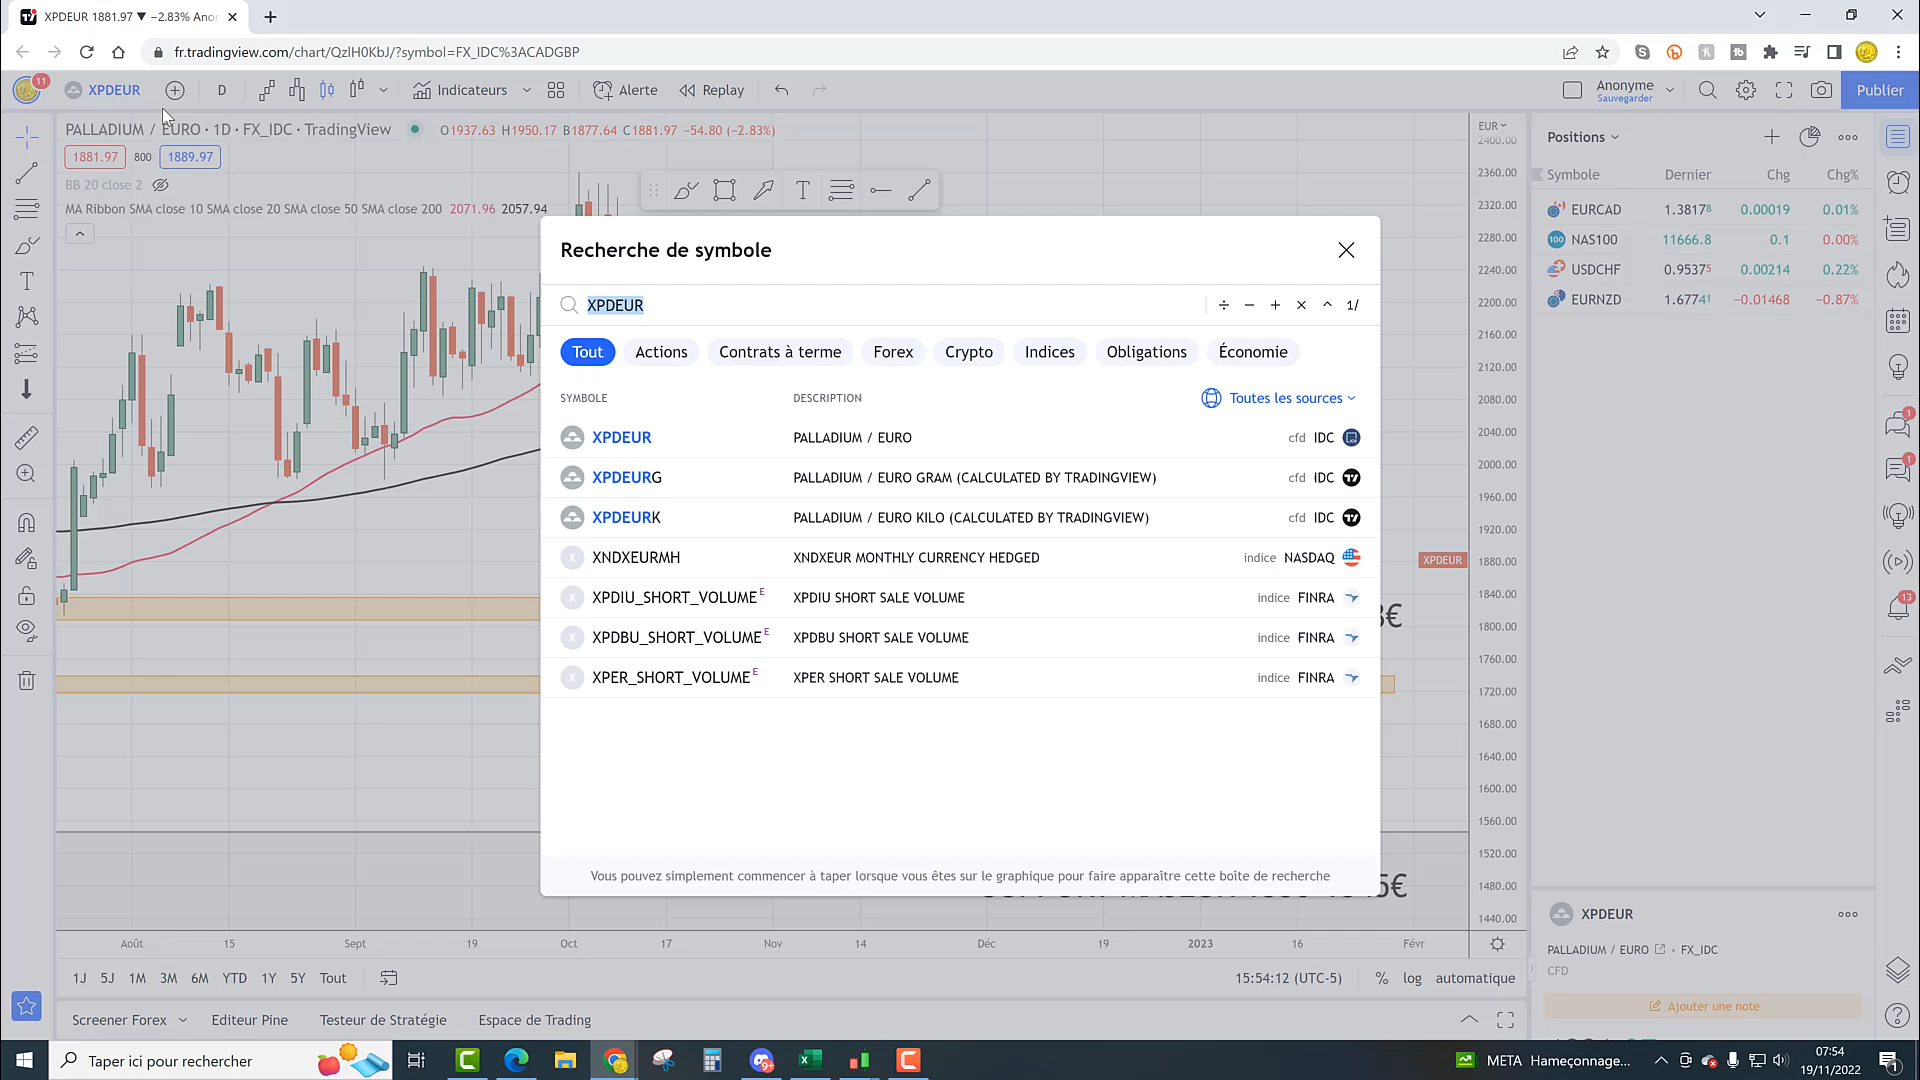 XPDEUR 1881.97 ▼ −2.83% Anon
fr.tradingview.com/chart/QzlH0KbJ/?symbol=FX_IDC%3ACADGBP
11
XPDEUR
D
Indicateurs
Alerte
Replay
Anonyme
Sauvegarder
Publier
PALLADIUM / EURO · 1D · FX_IDC · TradingView
O1937.63 H1950.17 B1877.64 C1881.97 −54.80 (−2.83%)
1881.97 800 1889.97
BB 20 close 2
MA Ribbon SMA close 10 SMA close 20 SMA close 50 SMA close 200 2071.96 2057.94
EUR
2400.00
2360.00
2320.00
2280.00
2240.00
2200.00
2160.00
2120.00
2080.00
2040.00
2000.00
1960.00
1920.00
XPDEUR
1880.00
1840.00
1800.00
1760.00
1720.00
1680.00
1640.00
1600.00
1560.00
1520.00
1480.00
1440.00
Recherche de symbole
XPDEUR
÷ − + × ^ 1/
Tout Actions Contrats à terme Forex Crypto Indices Obligations Économie
SYMBOLE DESCRIPTION Toutes les sources
XPDEUR PALLADIUM / EURO cfd IDC
XPDEURG PALLADIUM / EURO GRAM (CALCULATED BY TRADINGVIEW) cfd IDC
XPDEURK PALLADIUM / EURO KILO (CALCULATED BY TRADINGVIEW) cfd IDC
XNDXEURMH XNDXEUR MONTHLY CURRENCY HEDGED indice NASDAQ
XPDIU_SHORT_VOLUME E XPDIU SHORT SALE VOLUME indice FINRA
XPDBU_SHORT_VOLUME E XPDBU SHORT SALE VOLUME indice FINRA
XPER_SHORT_VOLUME E XPER SHORT SALE VOLUME indice FINRA
Vous pouvez simplement commencer à taper lorsque vous êtes sur le graphique pour faire apparaître cette boîte de recherche
€
5€
Positions
Symbole Dernier Chg Chg%
EURCAD 1.38178 0.00019 0.01%
NAS100 11666.8 0.1 0.00%
USDCHF 0.95375 0.00214 0.22%
EURNZD 1.67741 −0.01468 −0.87%
1
1
13
XPDEUR
PALLADIUM / EURO • FX_IDC
CFD
Ajouter une note
Août 15 Sept 19 Oct 17 Nov 14 Déc 19 2023 16 Févr
1J 5J 1M 3M 6M YTD 1Y 5Y Tout
15:54:12 (UTC-5) % log automatique
Screener Forex Editeur Pine Testeur de Stratégie Espace de Trading
Taper ici pour rechercher
META Hameçonnage...
07:54
19/11/2022
1